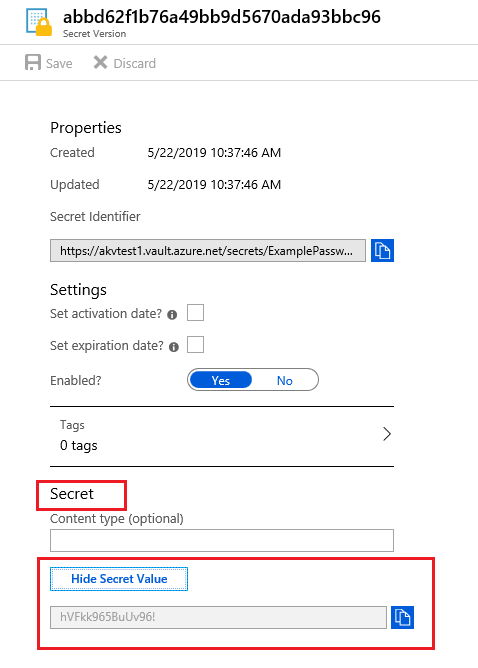 abbd62f1b76a49bb9d5670ada93bbc96
Secret Version
Save Discard
Properties
Created 5/22/2019 10:37:46 AM
Updated 5/22/2019 10:37:46 AM
Secret Identifier
https://akvtest1.vault.azure.net/secrets/ExamplePassw...
Settings
Set activation date?
Set expiration date?
Enabled? Yes No
Tags
0 tags
Secret
Content type (optional)
Hide Secret Value
hVFkk965BuUv96!